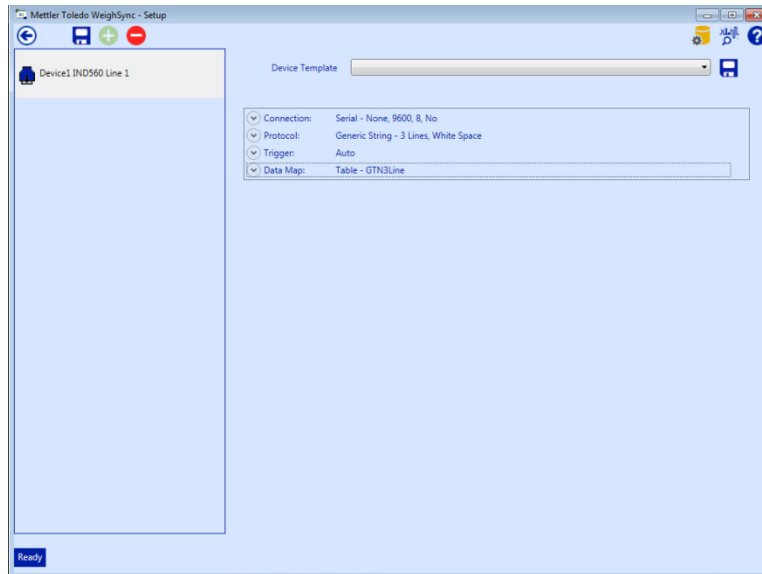 Mettler Toledo WeighSync - Setup
Device1 IND560 Line 1
Device Template
Connection: Serial - None, 9600, 8, No
Protocol: Generic String - 3 Lines, White Space
Trigger: Auto
Data Map: Table - GTN3Line
Ready